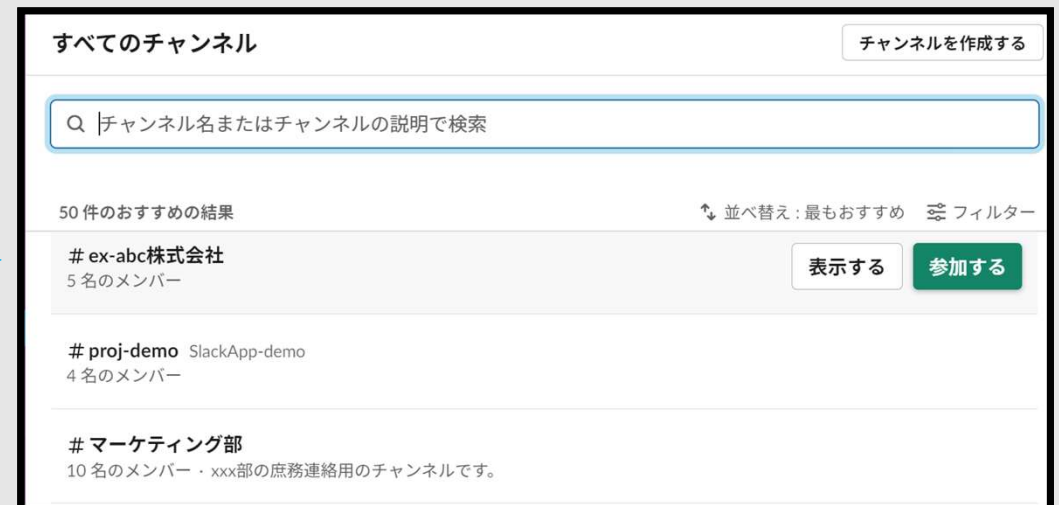 すべてのチャンネル
チャンネルを作成する
チャンネル名またはチャンネルの説明で検索
50 件のおすすめの結果
並べ替え : 最もおすすめ フィルター
# ex-abc株式会社
5 名のメンバー
表示する 参加する
# proj-demo SlackApp-demo
4 名のメンバー
# マーケティング部
10 名のメンバー · xxx部の庶務連絡用のチャンネルです。